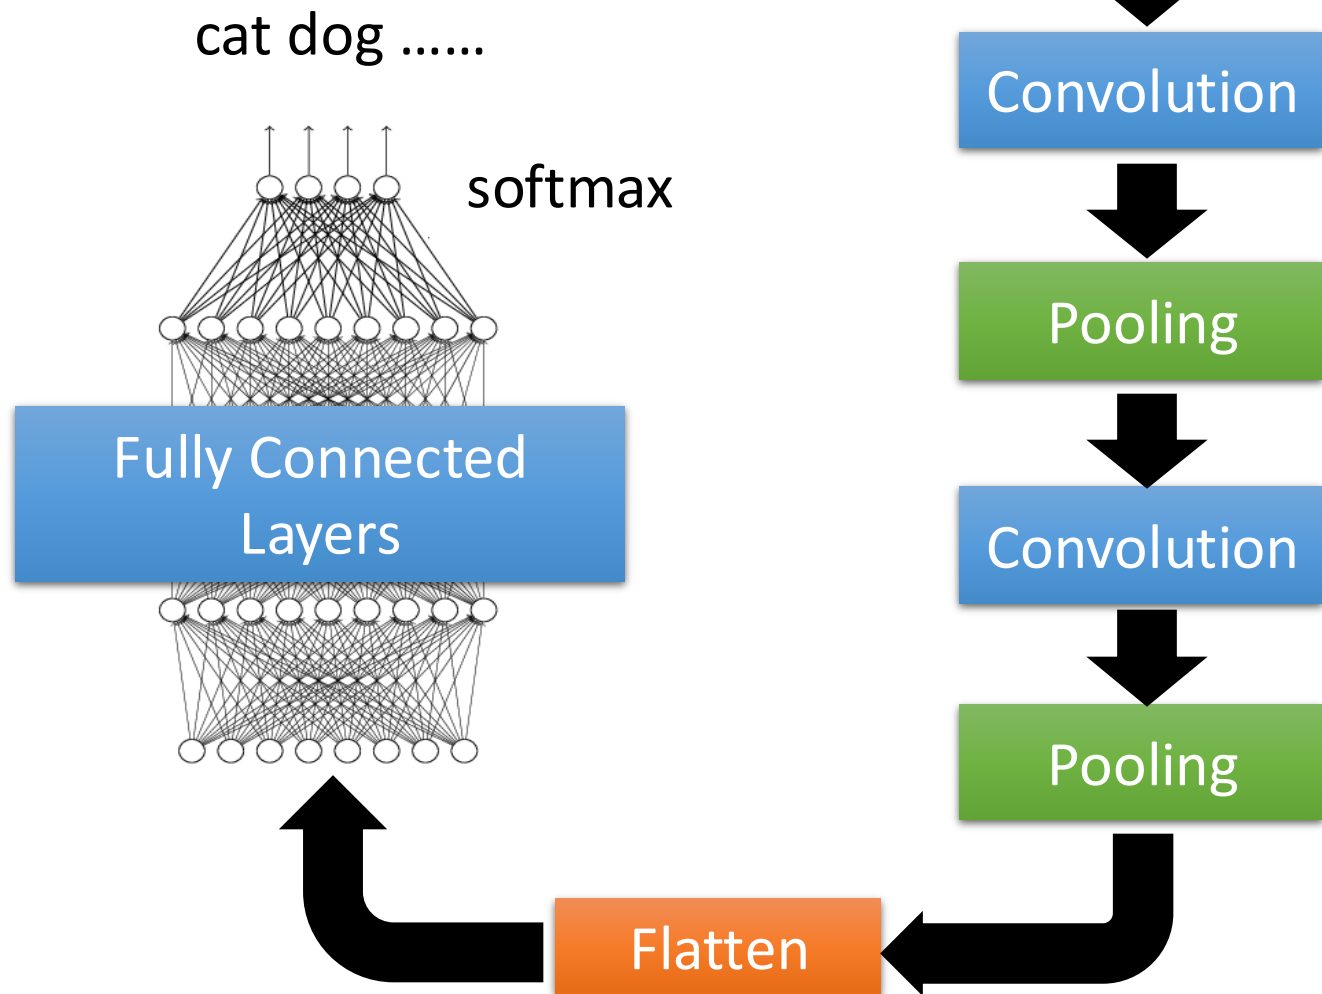 cat dog ……
softmax
Fully Connected
Layers
Convolution
Pooling
Convolution
Pooling
Flatten